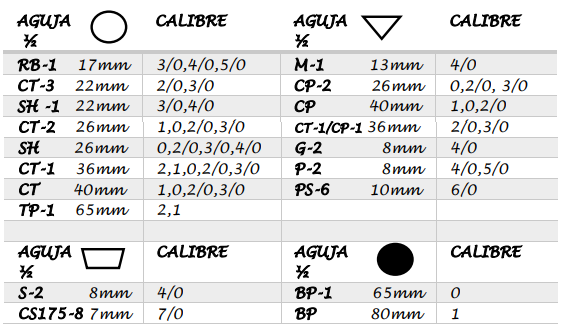 AGUJA CALIBRE AGUJA CALIBRE
½ ½
RB-1 17mm 3/0,4/0,5/0 M-1 13mm 4/0
CT-3 22mm 2/0,3/0 CP-2 26mm 0,2/0, 3/0
SH -1 22mm 3/0,4/0 CP 40mm 1,0,2/0
CT-2 26mm 1,0,2/0,3/0 CT-1/CP-1 36mm 2/0,3/0
SH 26mm 0,2/0,3/0,4/0 G-2 8mm 4/0
CT-1 36mm 2,1,0,2/0,3/0 P-2 8mm 4/0,5/0
CT 40mm 1,0,2/0,3/0 PS-6 10mm 6/0
TP-1 65mm 2,1
AGUJA CALIBRE AGUJA CALIBRE
½ ½
S-2 8mm 4/0 BP-1 65mm 0
CS175-8 7mm 7/0 BP 80mm 1